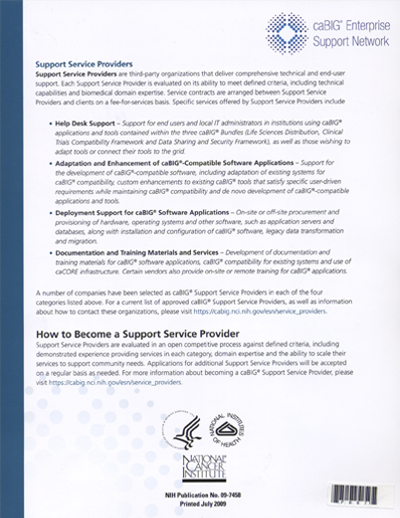 caBIG® Enterprise
Support Network
Support Service Providers
Support Service Providers are third-party organizations that deliver comprehensive technical and end-user
support. Each Support Service Provider is evaluated on its ability to meet defined criteria, including technical
capabilities and biomedical domain expertise. Service contracts are arranged between Support Service
Providers and clients on a fee-for-services basis. Specific services offered by Support Service Providers include
• Help Desk Support – Support for end users and local IT administrators in institutions using caBIG®
applications and tools contained within the three caBIG® Bundles (Life Sciences Distribution, Clinical
Trials Compatibility Framework and Data Sharing and Security Framework), as well as those wishing to
adapt tools or connect their tools to the grid.
• Adaptation and Enhancement of caBIG®-Compatible Software Applications – Support for
the development of caBIG®-compatible software, including adaptation of existing systems for
caBIG® compatibility, custom enhancements to existing caBIG® tools that satisfy specific user-driven
requirements while maintaining caBIG® compatibility and de novo development of caBIG®-compatible
applications and tools.
• Deployment Support for caBIG® Software Applications – On-site or off-site procurement and
provisioning of hardware, operating systems and other software, such as application servers and
databases, along with installation and configuration of caBIG® software, legacy data transformation
and migration.
• Documentation and Training Materials and Services – Development of documentation and
training materials for caBIG® software applications, caBIG® compatibility for existing systems and use of
caCORE infrastructure. Certain vendors also provide on-site or remote training for caBIG® applications.
A number of companies have been selected as caBIG® Support Service Providers in each of the four
categories listed above. For a current list of approved caBIG® Support Service Providers, as well as information
about how to contact these organizations, please visit https://cabig.nci.nih.gov/esn/service_providers.
How to Become a Support Service Provider
Support Service Providers are evaluated in an open competitive process against defined criteria, including
demonstrated experience providing services in each category, domain expertise and the ability to scale their
services to support community needs. Applications for additional Support Service Providers will be accepted
on a regular basis as needed. For more information about becoming a caBIG® Support Service Provider, please
visit https://cabig.nci.nih.gov/esn/service_providers.
NATIONAL INSTITUTES
OF HEALTH
NATIONAL
CANCER
INSTITUTE
NIH Publication No. 09-7458
Printed July 2009